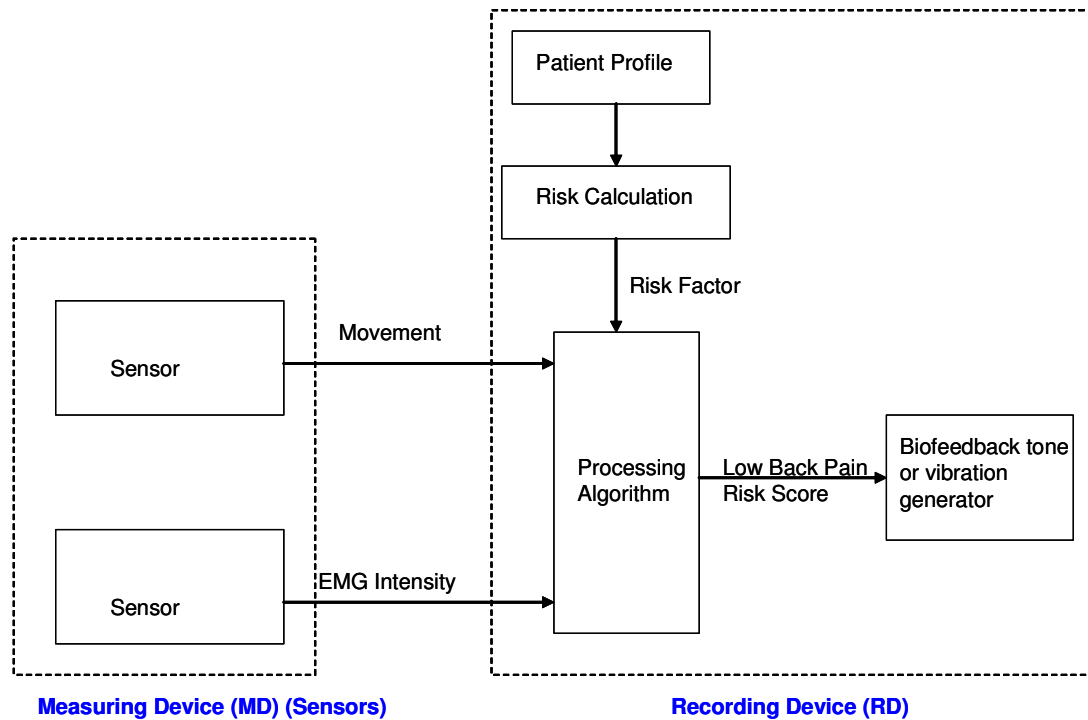 Patient Profile
Risk Calculation
Risk Factor
Movement
Sensor
Processing
Algorithm
Low Back Pain
Risk Score
Biofeedback tone
or vibration
generator
EMG Intensity
Sensor
Measuring Device (MD) (Sensors)
Recording Device (RD)